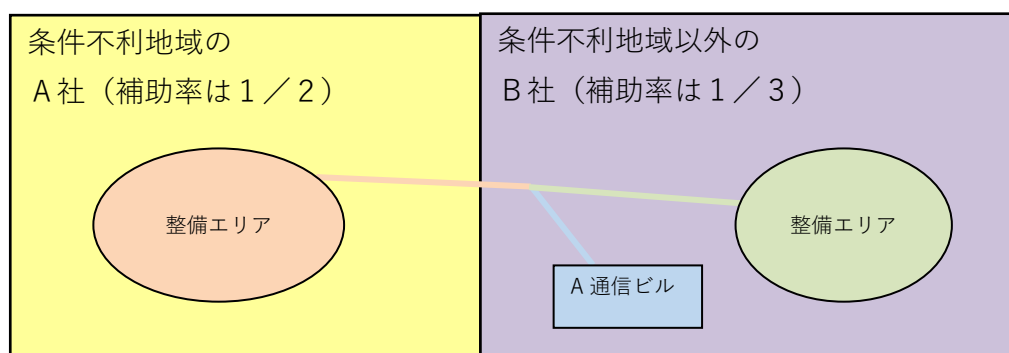 条件不利地域の
A社（補助率は１／２）
整備エリア
条件不利地域以外の
B社（補助率は１／３）
整備エリア
A 通信ビル